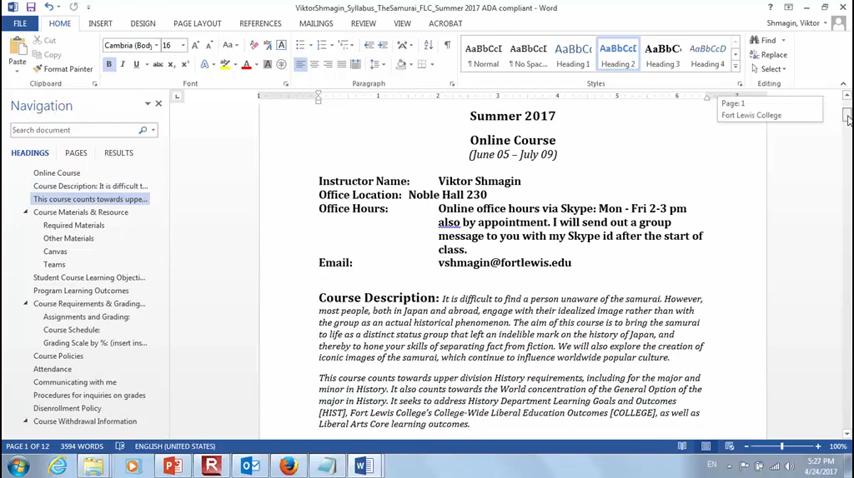 ViktorShmagin_Syllabus_TheSamurai_FLC_Summer 2017 ADA compliant - Word
FILE HOME INSERT DESIGN PAGE LAYOUT REFERENCES MAILINGS REVIEW VIEW ACROBAT Shmagin, Viktor
Cut
Copy
Format Painter
Paste
Cambria (Body) 16
Clipboard Font Paragraph Styles Editing
AaBbCcI AaBbCcI AaBbC AaBbCcI AaBbC AaBbCcD
¶ Normal ¶ No Spac... Heading 1 Heading 2 Heading 3 Heading 4
Find
Replace
Select
Navigation
Search document
HEADINGS PAGES RESULTS
Online Course
Course Description: It is difficult t...
This course counts towards uppe...
Course Materials & Resource
Required Materials
Other Materials
Canvas
Teams
Student Course Learning Objecti...
Program Learning Outcomes
Course Requirements & Grading...
Assignments and Grading:
Course Schedule:
Grading Scale by %: (insert ins...
Course Policies
Attendance
Communicating with me
Procedures for inquiries on grades
Disenrollment Policy
Course Withdrawal Information
Page: 1
Fort Lewis College
Summer 2017
Online Course
(June 05 – July 09)
Instructor Name: Viktor Shmagin
Office Location: Noble Hall 230
Office Hours: Online office hours via Skype: Mon - Fri 2-3 pm
also by appointment. I will send out a group
message to you with my Skype id after the start of
class.
Email: vshmagin@fortlewis.edu
Course Description: It is difficult to find a person unaware of the samurai. However,
most people, both in Japan and abroad, engage with their idealized image rather than with
the group as an actual historical phenomenon. The aim of this course is to bring the samurai
to life as a distinct status group that left an indelible mark on the history of Japan, and
thereby to hone your skills of separating fact from fiction. We will also explore the creation of
iconic images of the samurai, which continue to influence worldwide popular culture.
This course counts towards upper division History requirements, including for the major and
minor in History. It also counts towards the World concentration of the General Option of the
major in History. It seeks to address History Department Learning Goals and Outcomes
[HIST], Fort Lewis College's College-Wide Liberal Education Outcomes [COLLEGE], as well as
Liberal Arts Core learning outcomes.
PAGE 1 OF 12 3594 WORDS ENGLISH (UNITED STATES) 100%
EN 5:27 PM
4/24/2017